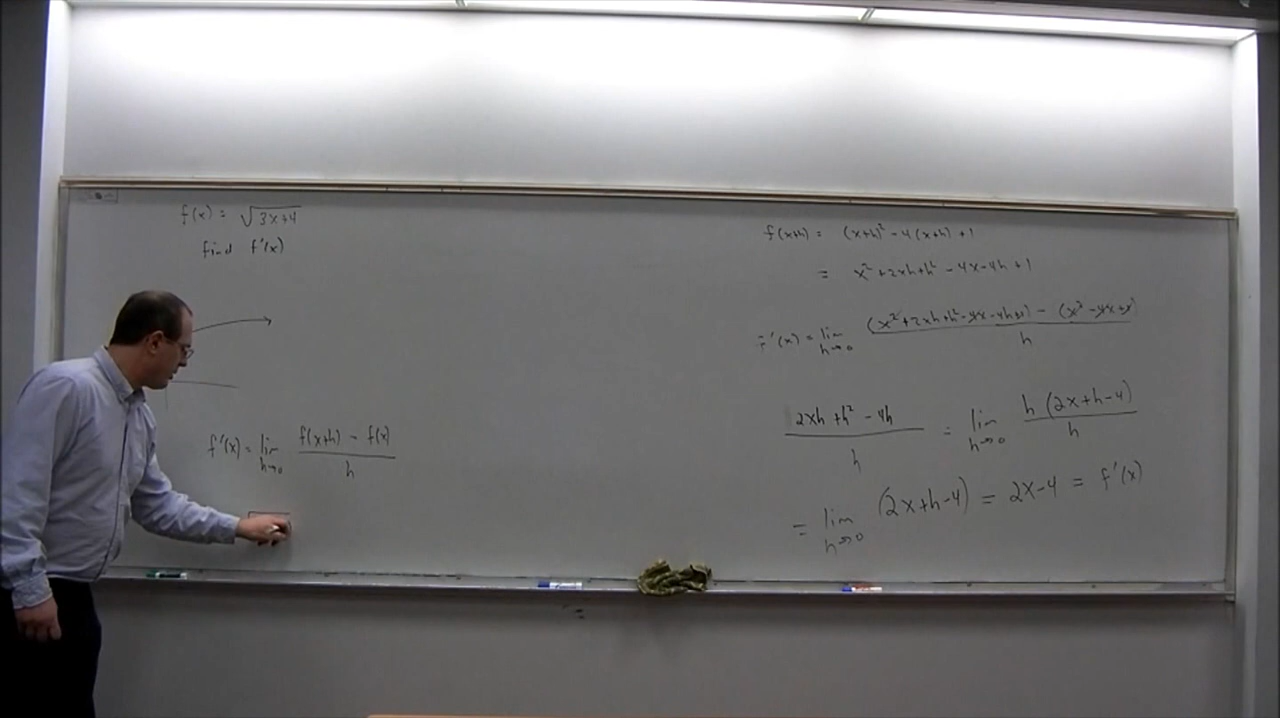 f(x) = √3x+4
find f'(x)
f'(x) = lim h→0 f(x+h) - f(x) / h
f(x+h) = (x+h)² - 4(x+h) + 1
= x² + 2xh + h² - 4x - 4h + 1
f'(x) = lim h→0 (x² + 2xh + h² - 4x - 4h + 1) - (x² - 4x + 1) / h
2xh + h² - 4h / h = lim h→0 h(2x+h-4) / h
= lim h→0 (2x+h-4) = 2x-4 = f'(x)